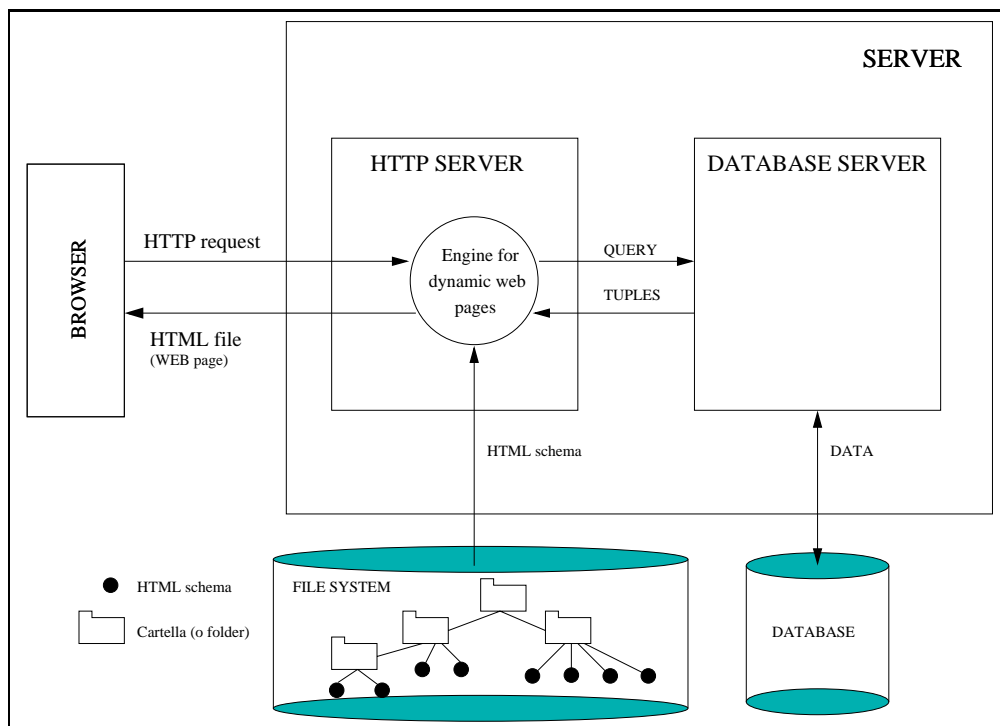 SERVER
HTTP SERVER
DATABASE SERVER
BROWSER
HTTP request
Engine for
dynamic web
pages
QUERY
TUPLES
HTML file
(WEB page)
HTML schema
DATA
HTML schema
Cartella (o folder)
FILE SYSTEM
DATABASE